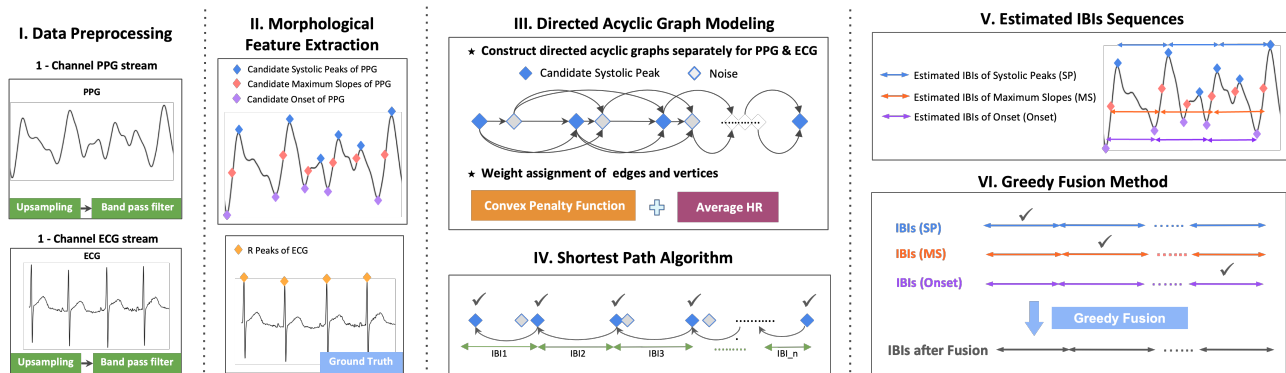 I. Data Preprocessing
1 - Channel PPG stream
PPG
Upsampling
Band pass filter
1 - Channel ECG stream
ECG
Upsampling
Band pass filter
II. Morphological
Feature Extraction
Candidate Systolic Peaks of PPG
Candidate Maximum Slopes of PPG
Candidate Onset of PPG
R Peaks of ECG
Ground Truth
III. Directed Acyclic Graph Modeling
★ Construct directed acyclic graphs separately for PPG & ECG
Candidate Systolic Peak
Noise
★ Weight assignment of edges and vertices
Convex Penalty Function
Average HR
IV. Shortest Path Algorithm
IBI1
IBI2
IBI3
IBI_n
V. Estimated IBIs Sequences
Estimated IBIs of Systolic Peaks (SP)
Estimated IBIs of Maximum Slopes (MS)
Estimated IBIs of Onset (Onset)
VI. Greedy Fusion Method
IBIs (SP)
IBIs (MS)
IBIs (Onset)
Greedy Fusion
IBIs after Fusion